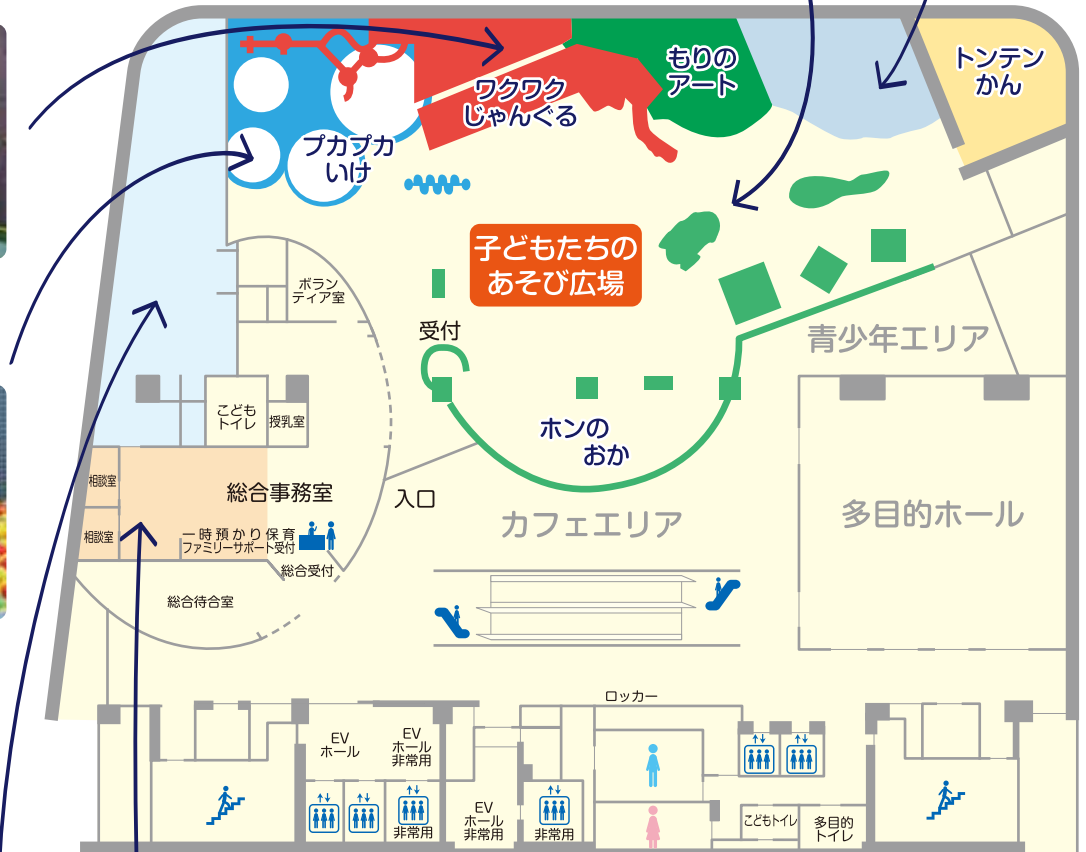 トンテン
かん
もりの
アート
ワクワク
じゃんぐる
プカプカ
いけ
子どもたちの
あそび広場
ボラン
ティア室
受付
青少年エリア
こども
トイレ
授乳室
ホンの
おか
相談室
総合事務室
入口
カフェエリア
多目的ホール
相談室
一時預かり保育
ファミリーサポート受付
総合受付
総合待合室
ロッカー
EV
ホール
EV
ホール
非常用
非常用
EV
ホール
非常用
非常用
こどもトイレ
多目的
トイレ